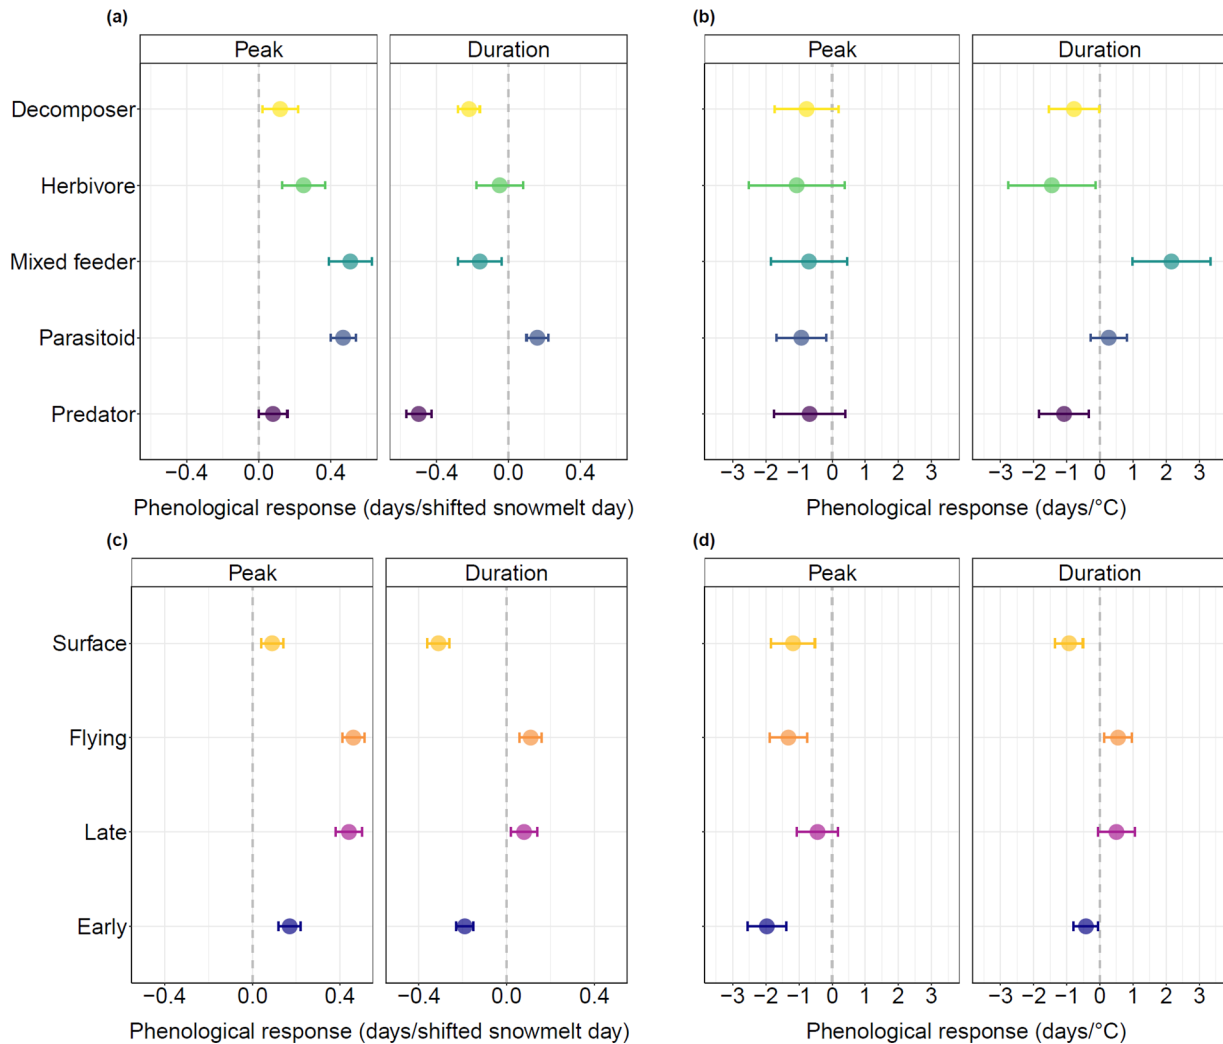 (a)
(b)
Peak
Duration
Peak
Duration
Decomposer
Herbivore
Mixed feeder
Parasitoid
Predator
−0.4 0.0 0.4 −0.4 0.0 0.4
−3 −2 −1 0 1 2 3 −3 −2 −1 0 1 2 3
Phenological response (days/shifted snowmelt day)
Phenological response (days/°C)
(c)
(d)
Peak
Duration
Peak
Duration
Surface
Flying
Late
Early
−0.4 0.0 0.4 −0.4 0.0 0.4
−3 −2 −1 0 1 2 3 −3 −2 −1 0 1 2 3
Phenological response (days/shifted snowmelt day)
Phenological response (days/°C)